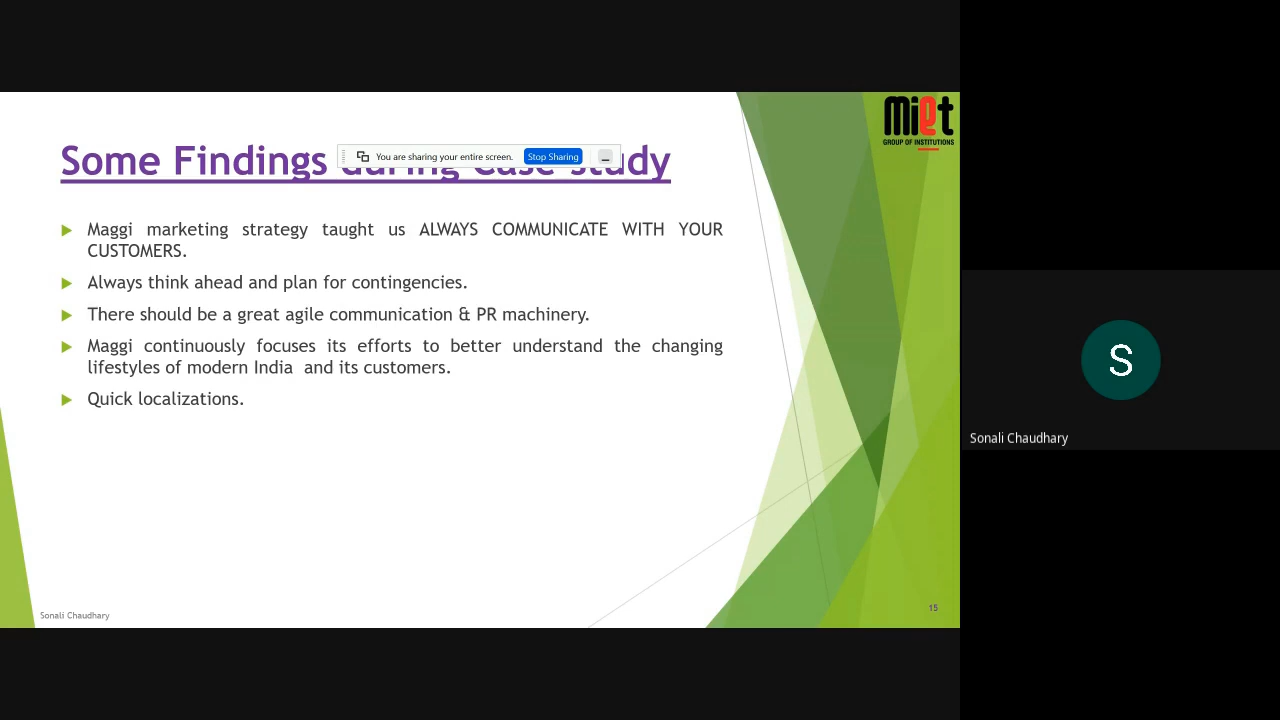 miet
GROUP OF INSTITUTIONS
Some Findings during Case study
You are sharing your entire screen. Stop Sharing
Maggi marketing strategy taught us ALWAYS COMMUNICATE WITH YOUR
CUSTOMERS.
Always think ahead and plan for contingencies.
There should be a great agile communication & PR machinery.
Maggi continuously focuses its efforts to better understand the changing
lifestyles of modern India and its customers.
Quick localizations.
Sonali Chaudhary
15
S
Sonali Chaudhary